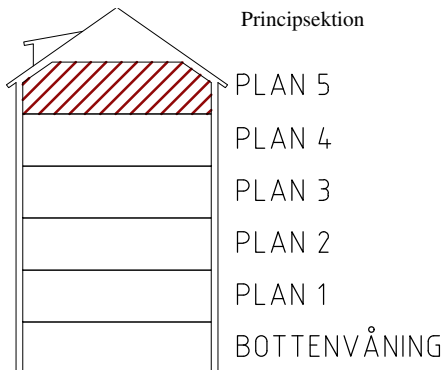 Principsektion
PLAN 5
PLAN 4
PLAN 3
PLAN 2
PLAN 1
BOTTENVÅNING